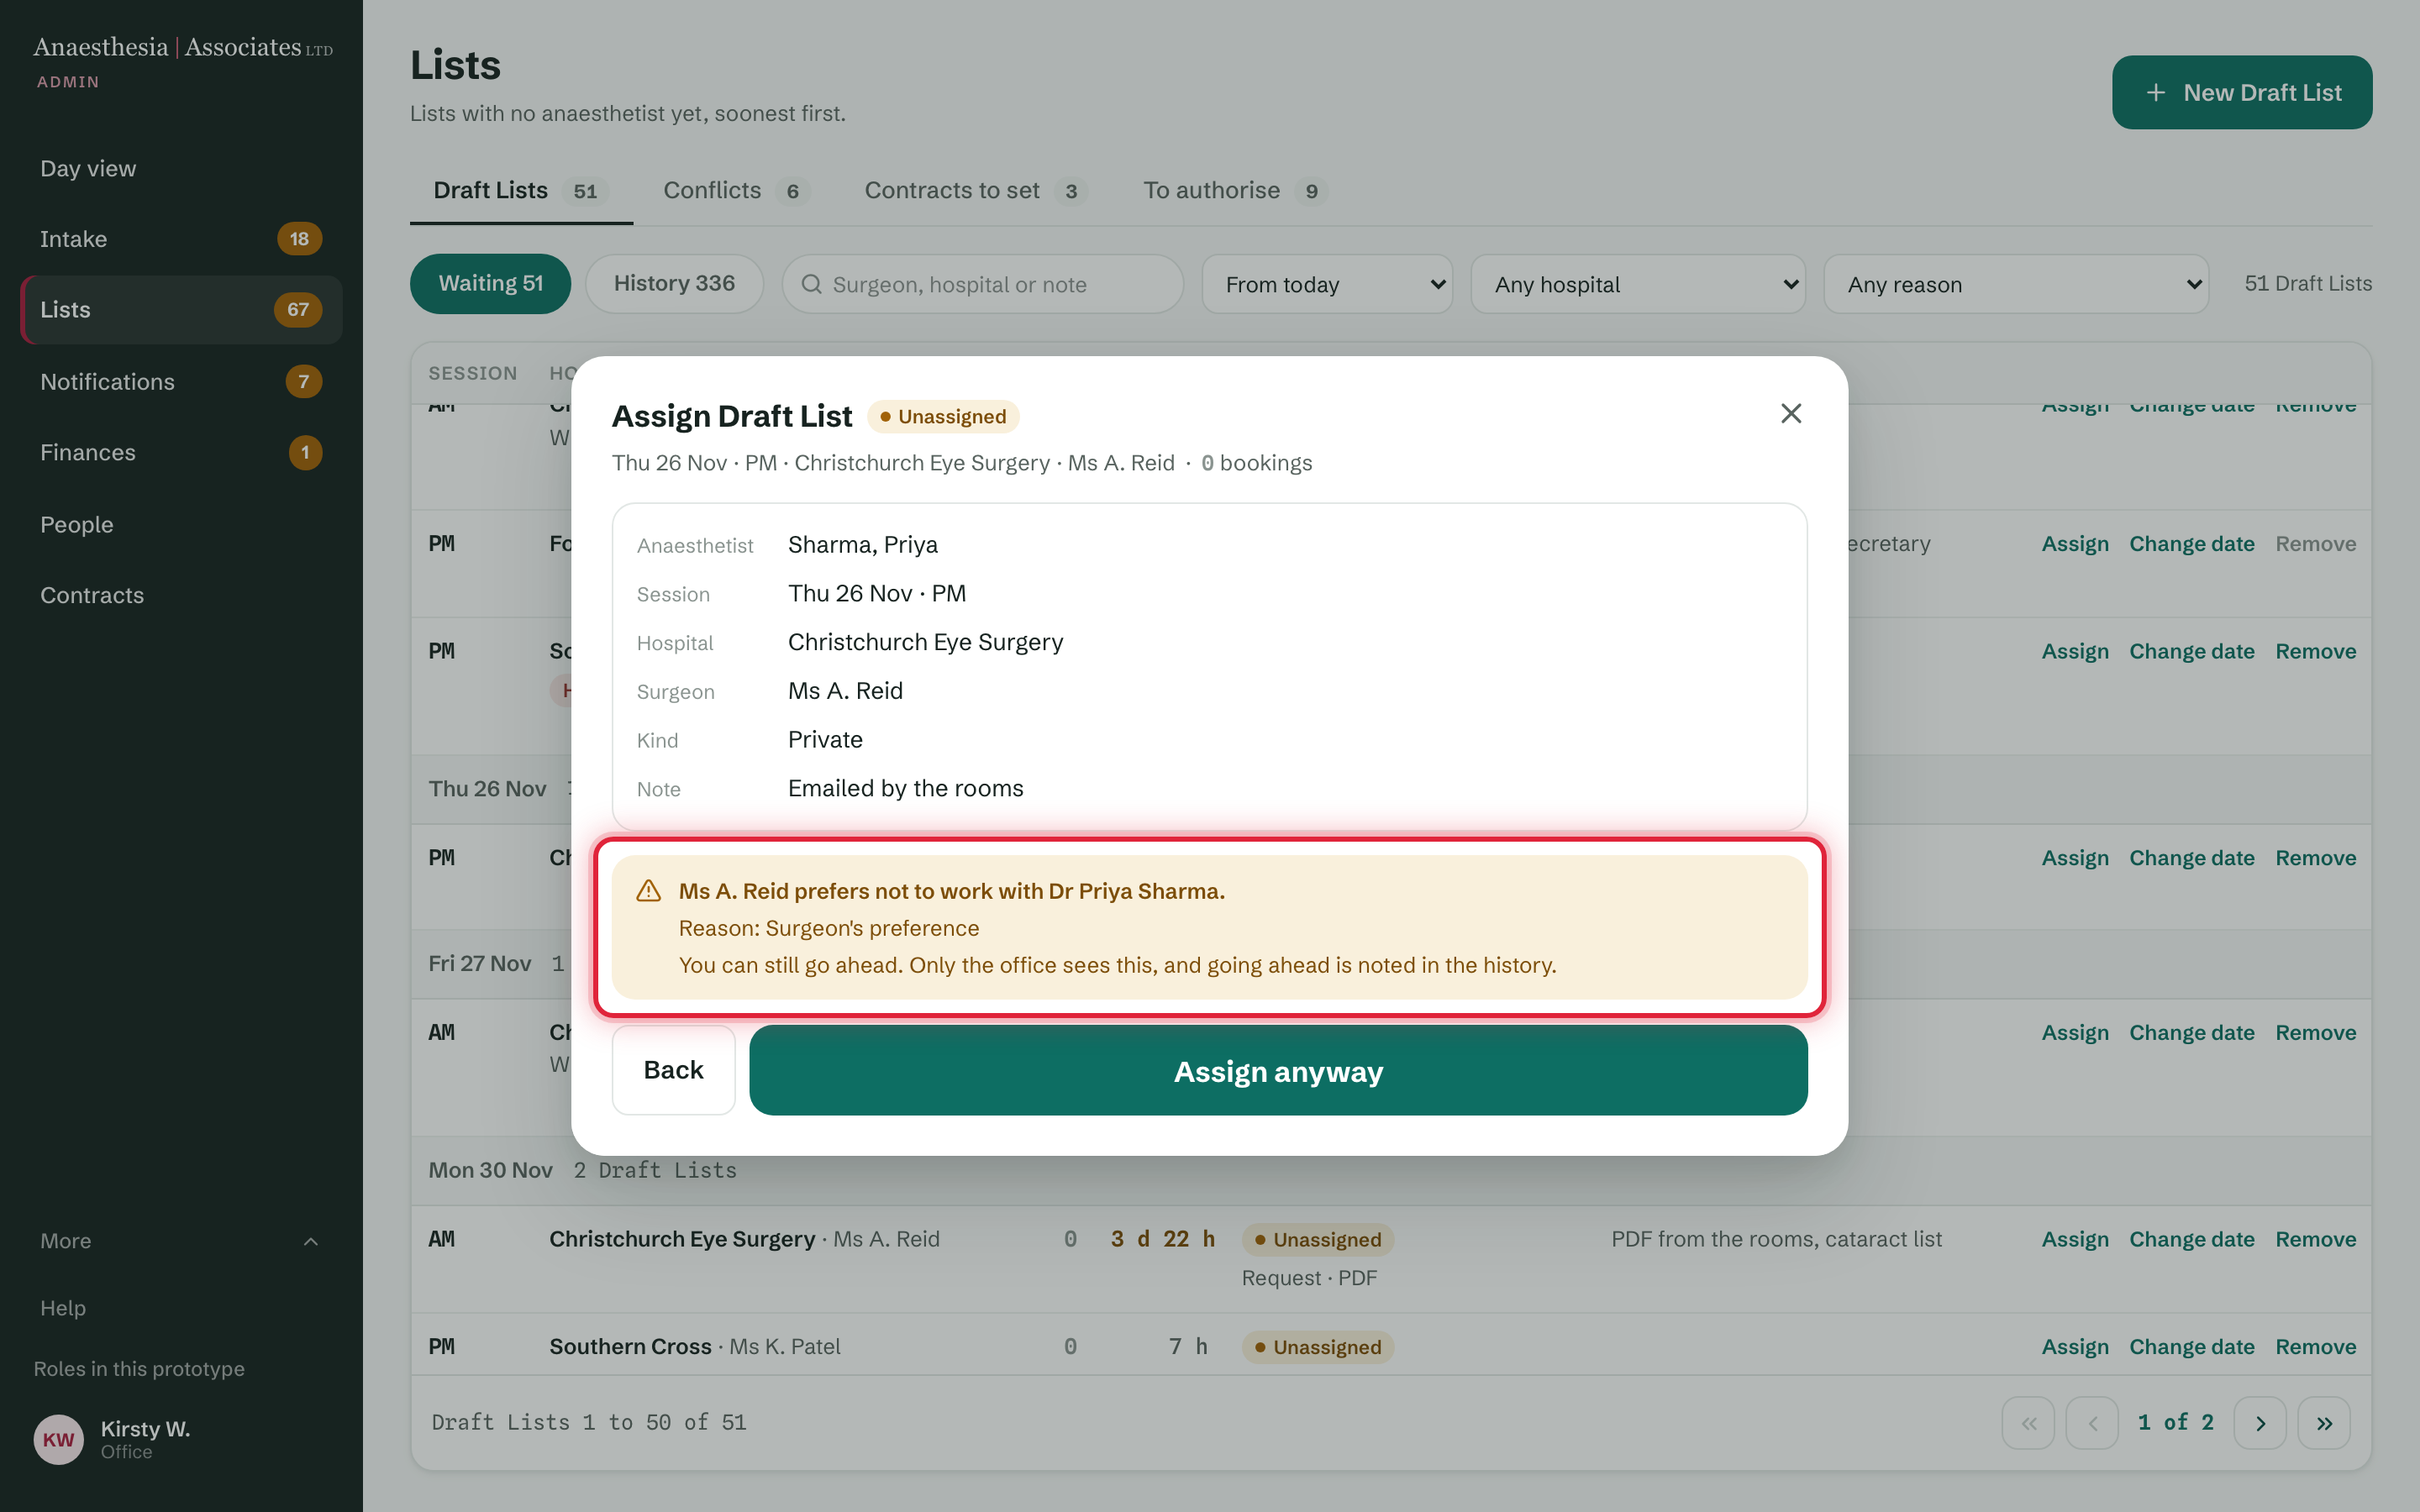 Anaesthesia | Associates LTD
ADMIN
Day view
Intake 18
Lists 67
Notifications 7
Finances 1
People
Contracts
More
Help
Roles in this prototype
KW Kirsty W.
Office
Lists
Lists with no anaesthetist yet, soonest first.
+ New Draft List
Draft Lists 51 Conflicts 6 Contracts to set 3 To authorise 9
Waiting 51 History 336 Surgeon, hospital or note From today Any hospital Any reason 51 Draft Lists
SESSION
AM Assign Change date Remove
PM Assign Change date Remove
PM Assign Change date Remove
Thu 26 Nov
PM Assign Change date Remove
Fri 27 Nov 1
AM Assign Change date Remove
Assign Draft List Unassigned
Thu 26 Nov · PM · Christchurch Eye Surgery · Ms A. Reid · 0 bookings
Anaesthetist Sharma, Priya
Session Thu 26 Nov · PM
Hospital Christchurch Eye Surgery
Surgeon Ms A. Reid
Kind Private
Note Emailed by the rooms
Ms A. Reid prefers not to work with Dr Priya Sharma.
Reason: Surgeon's preference
You can still go ahead. Only the office sees this, and going ahead is noted in the history.
Back Assign anyway
Mon 30 Nov 2 Draft Lists
AM Christchurch Eye Surgery · Ms A. Reid 0 3 d 22 h Unassigned PDF from the rooms, cataract list Assign Change date Remove
Request · PDF
PM Southern Cross · Ms K. Patel 0 7 h Unassigned Assign Change date Remove
Draft Lists 1 to 50 of 51 « ‹ 1 of 2 › »